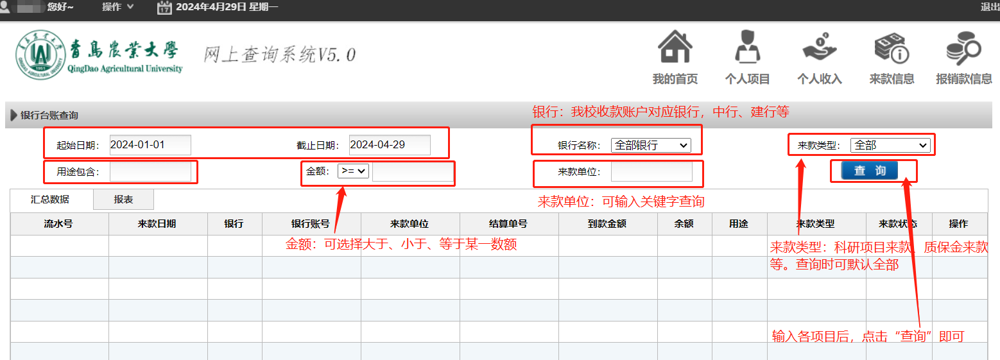 您好~ 操作 17 2024年4月29日 星期一 退出
青岛农业大学 网上查询系统V5.0
QingDao Agricultural University
QINGDAO AGRICULTURAL UNIVERSITY
1951
我的首页 个人项目 个人收入 来款信息 报销款信息
银行台账查询
银行：我校收款账户对应银行，中行、建行等
起始日期： 2024-01-01 截止日期： 2024-04-29 银行名称： 全部银行 来款类型： 全部
用途包含： 金额： >= 来款单位： 查 询
汇总数据 报表
来款单位：可输入关键字查询
流水号 来款日期 银行 银行账号 来款单位 结算单号 到款金额 余额 用途 来款类型 来款状态 操作
金额：可选择大于、小于、等于某一数额
来款类型：科研项目来款、质保金来款
等。查询时可默认全部
输入各项目后，点击“查询”即可